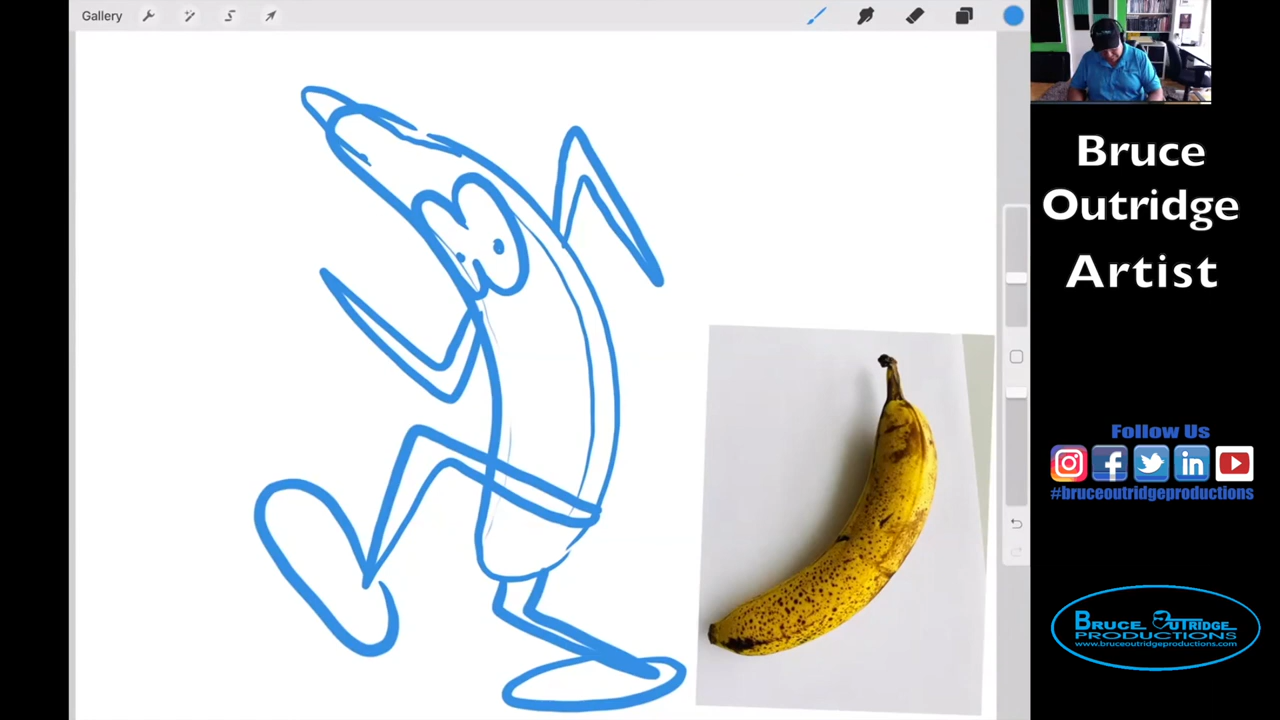 Gallery
Bruce
Outridge
Artist
Follow Us
#bruceoutridgeproductions
BRUCE OUTRIDGE
PRODUCTIONS
www.bruceoutridgeproductions.com